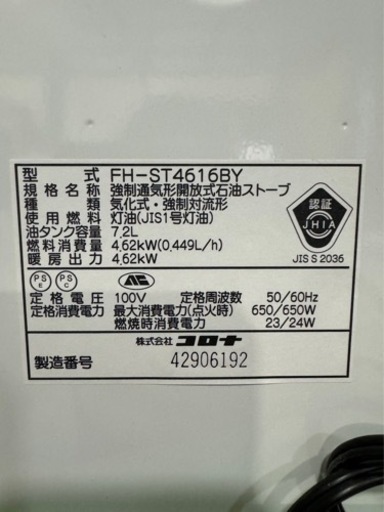 型式 FH-ST4616BY
規格名称 強制通気形開放式石油ストーブ
種類 気化式・強制対流形
使用燃料 灯油(JIS1号灯油)
油タンク容量 7.2L
燃料消費量 4.62kW(0.449L/h)
暖房出力 4.62kW
認証
JHIA
JIS S 2036
PS E
PS C
定格電圧 100V 定格周波数 50/60Hz
定格消費電力 最大消費電力(点火時) 650/650W
燃焼時消費電力 23/24W
株式会社 コロナ
製造番号 42906192